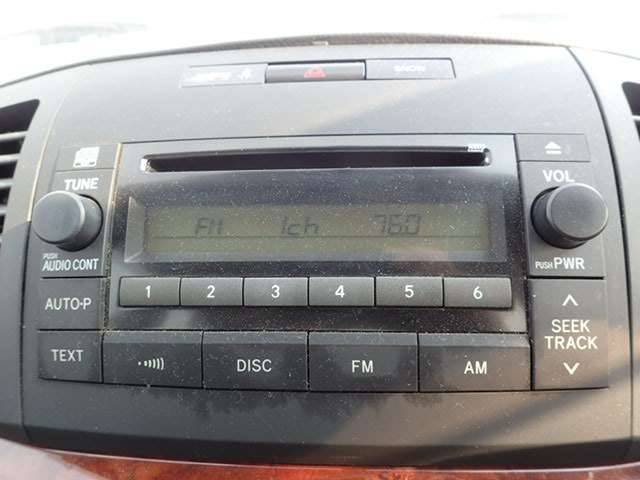 SNOW
TUNE
VOL
FM 1ch 76.0
PUSH
AUDIO CONT
PUSH PWR
1 2 3 4 5 6
AUTO•P
SEEK
TRACK
TEXT
DISC
FM
AM